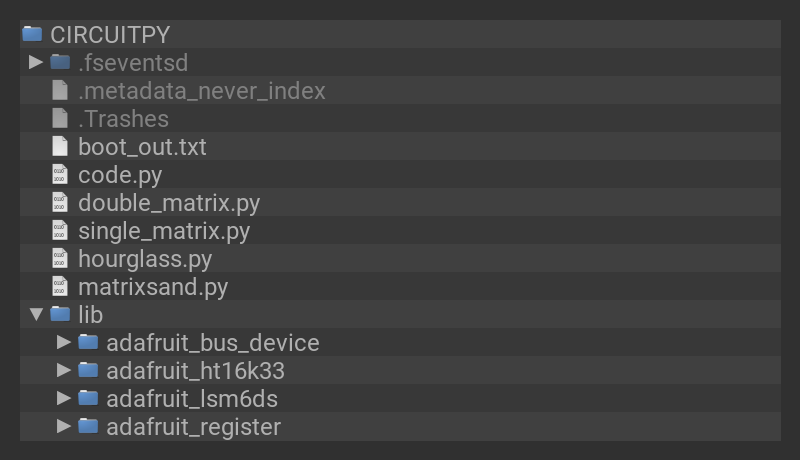 CIRCUITPY
.fseventsd
.metadata_never_index
.Trashes
boot_out.txt
code.py
double_matrix.py
single_matrix.py
hourglass.py
matrixsand.py
lib
adafruit_bus_device
adafruit_ht16k33
adafruit_lsm6ds
adafruit_register